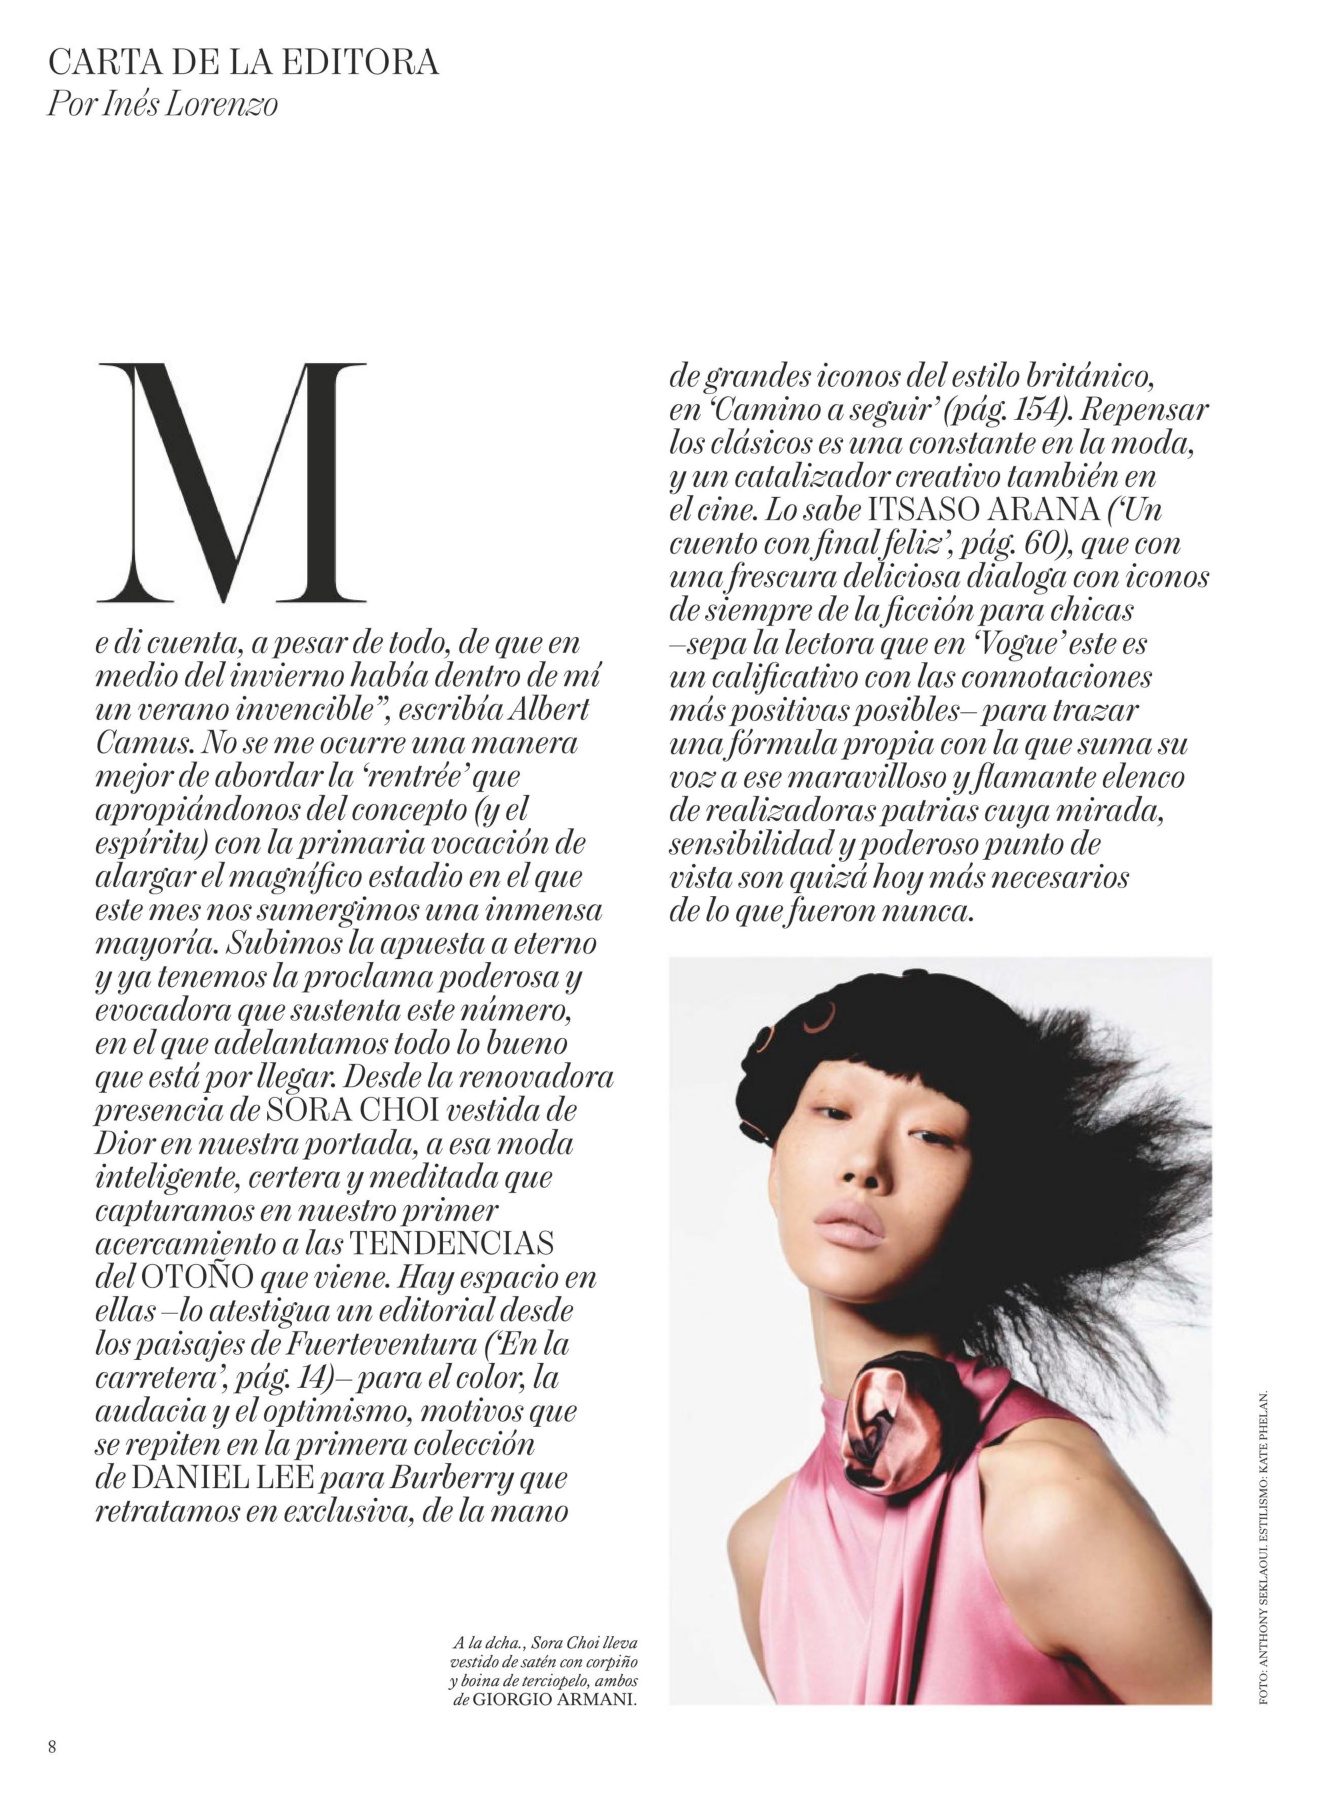 CARTA DE LA EDITORA
Por Inés Lorenzo
M
e di cuenta, a pesar de todo, de que en
medio del invierno había dentro de mí
un verano invencible”, escribía Albert
Camus. No se me ocurre una manera
mejor de abordar la ‘rentrée’ que
apropiándonos del concepto (y el
espíritu) con la primaria vocación de
alargar el magnífico estadio en el que
este mes nos sumergimos una inmensa
mayoría. Subimos la apuesta a eterno
y ya tenemos la proclama poderosa y
evocadora que sustenta este número,
en el que adelantamos todo lo bueno
que está por llegar. Desde la renovadora
presencia de SORA CHOI vestida de
Dior en nuestra portada, a esa moda
inteligente, certera y meditada que
capturamos en nuestro primer
acercamiento a las TENDENCIAS
del OTOÑO que viene. Hay espacio en
ellas –lo atestigua un editorial desde
los paisajes de Fuerteventura (‘En la
carretera’, pág. 14)– para el color, la
audacia y el optimismo, motivos que
se repiten en la primera colección
de DANIEL LEE para Burberry que
retratamos en exclusiva, de la mano
de grandes iconos del estilo británico,
en ‘Camino a seguir’ (pág. 154). Repensar
los clásicos es una constante en la moda,
y un catalizador creativo también en
el cine. Lo sabe ITSASO ARANA (‘Un
cuento con final feliz’, pág. 60), que con
una frescura deliciosa dialoga con iconos
de siempre de la ficción para chicas
–sepa la lectora que en ‘Vogue’ este es
un calificativo con las connotaciones
más positivas posibles– para trazar
una fórmula propia con la que suma su
voz a ese maravilloso y flamante elenco
de realizadoras patrias cuya mirada,
sensibilidad y poderoso punto de
vista son quizá hoy más necesarios
de lo que fueron nunca.
A la dcha., Sora Choi lleva
vestido de satén con corpiño
y boina de terciopelo, ambos
de GIORGIO ARMANI.
FOTO: ANTHONY SEKLAOUI. ESTILISMO: KATE PHELAN.
8